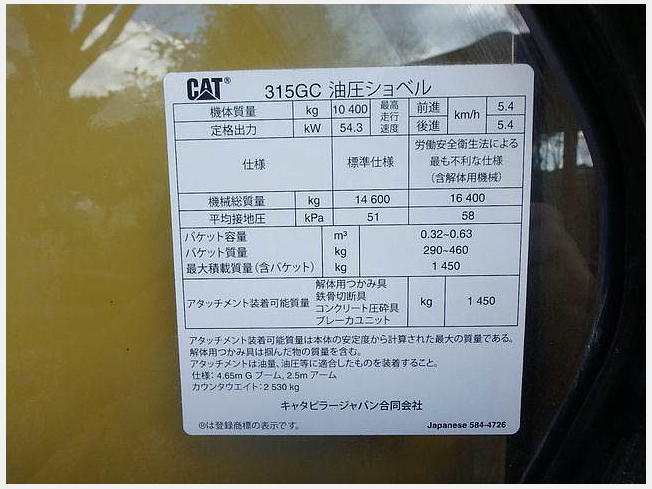 CAT® 315GC 油圧ショベル
機体質量 kg 10 400 最高走行速度 前進 km/h 5.4
定格出力 kW 54.3 後進 5.4
仕様 標準仕様 労働安全衛生法による
最も不利な仕様
(含解体用機械)
機械総質量 kg 14 600 16 400
平均接地圧 kPa 51 58
バケット容量 m³ 0.32-0.63
バケット質量 kg 290-460
最大積載質量(含バケット) kg 1 450
アタッチメント装着可能質量 解体用つかみ具 kg 1 450
鉄骨切断具
コンクリート圧砕具
ブレーカユニット
アタッチメント装着可能質量は本体の安定度から計算された最大の質量である。
解体用つかみ具は掴んだ物の質量を含む。
アタッチメントは油量、油圧等に適合したものを装着すること。
仕様: 4.65m G ブーム, 2.5m アーム
カウンタウエイト: 2 530 kg
キャタピラージャパン合同会社
®は登録商標の表示です。 Japanese 584-4726